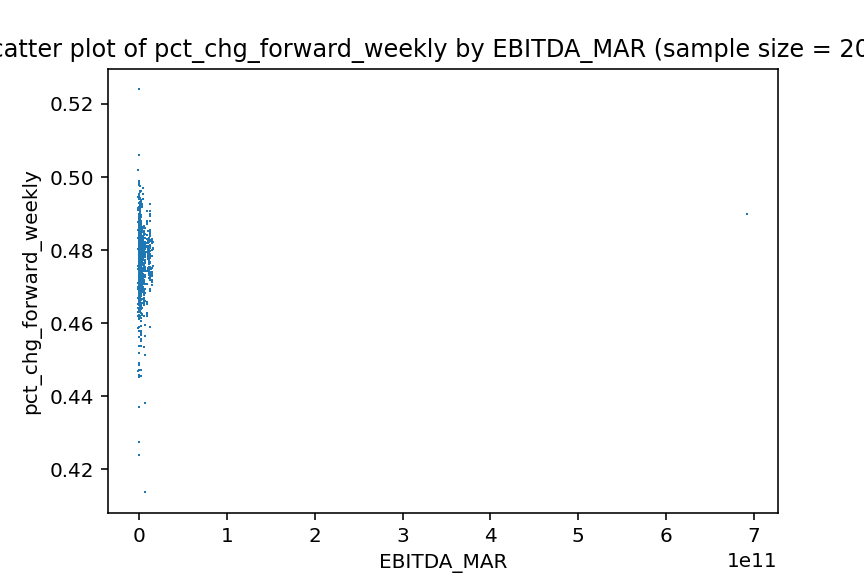 catter plot of pct_chg_forward_weekly by EBITDA_MAR (sample size = 20
0.52
0.50
0.48
0.46
0.44
0.42
pct_chg_forward_weekly
0 1 2 3 4 5 6 7
EBITDA_MAR
1e11